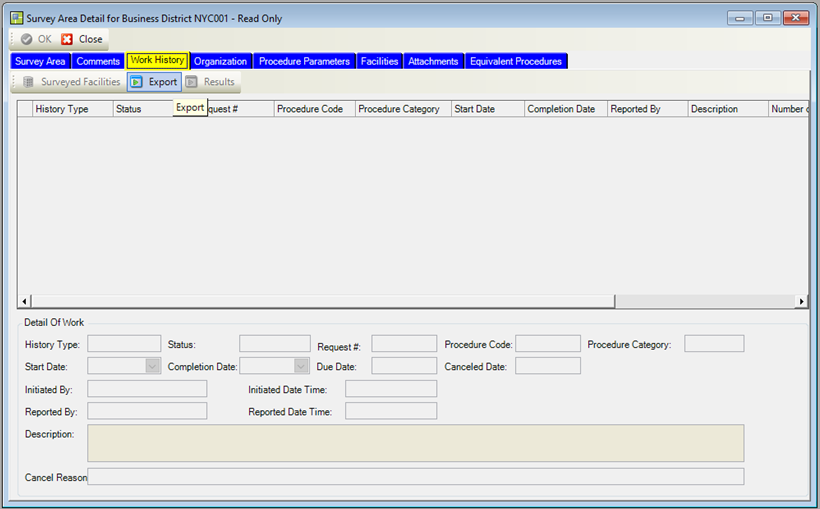 Survey Area Detail for Business District NYC001 - Read Only
OK Close
Survey Area Comments Work History Organization Procedure Parameters Facilities Attachments Equivalent Procedures
Surveyed Facilities Export Results
History Type Status quest # Procedure Code Procedure Category Start Date Completion Date Reported By Description Number
Export
Detail Of Work
History Type: Status: Request #: Procedure Code: Procedure Category:
Start Date: Completion Date: Due Date: Canceled Date:
Initiated By: Initiated Date Time:
Reported By: Reported Date Time:
Description:
Cancel Reason